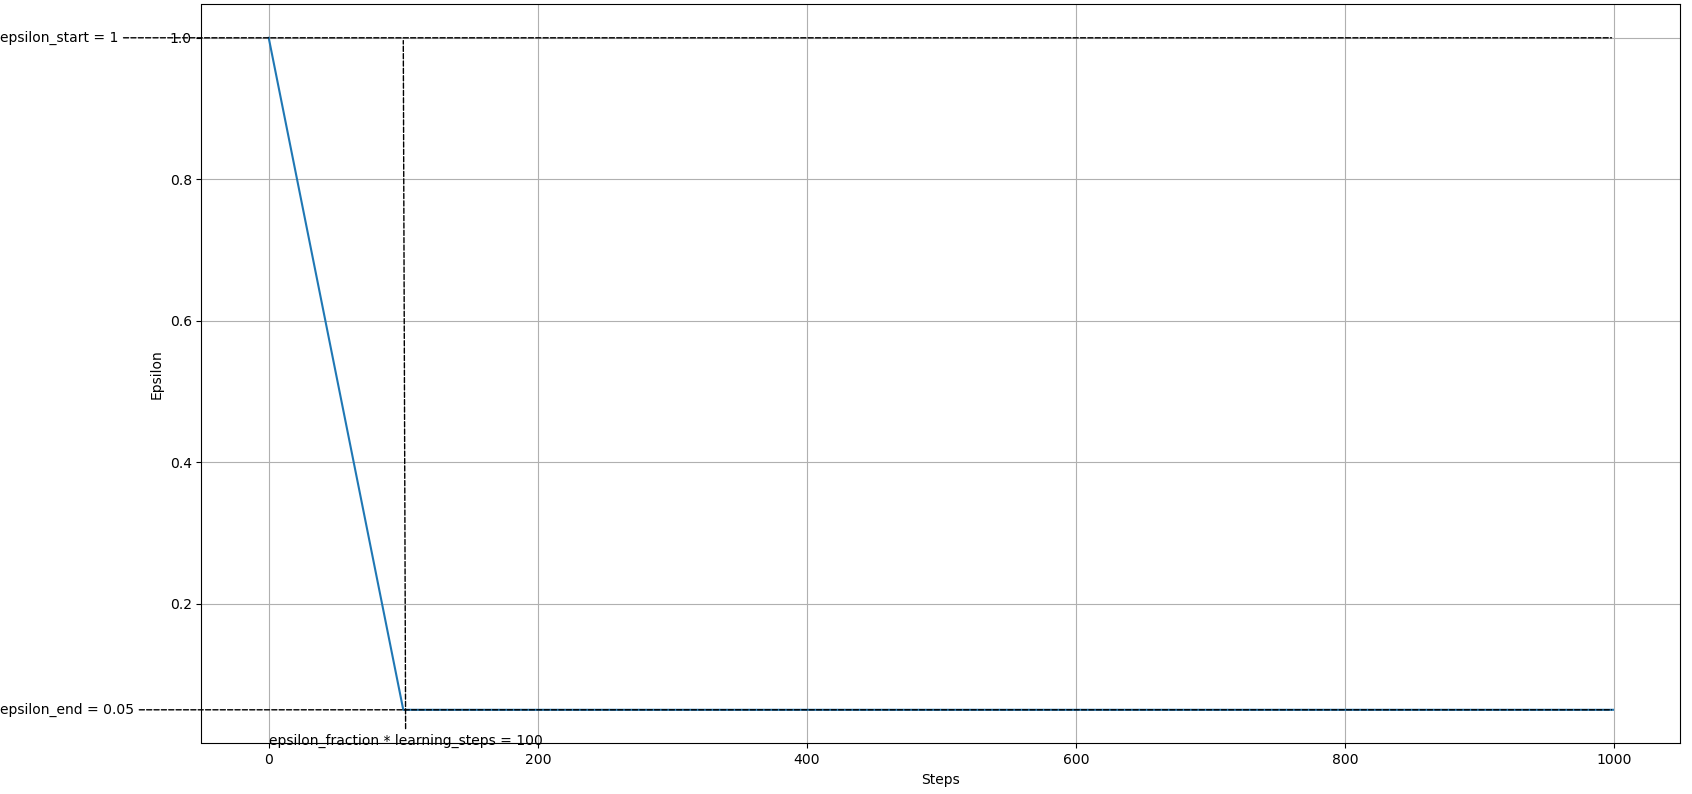 epsilon_start = 1
1.0
0.8
0.6
Epsilon
0.4
0.2
epsilon_end = 0.05
epsilon_fraction * learning_steps = 100
0 200 400 600 800 1000
Steps